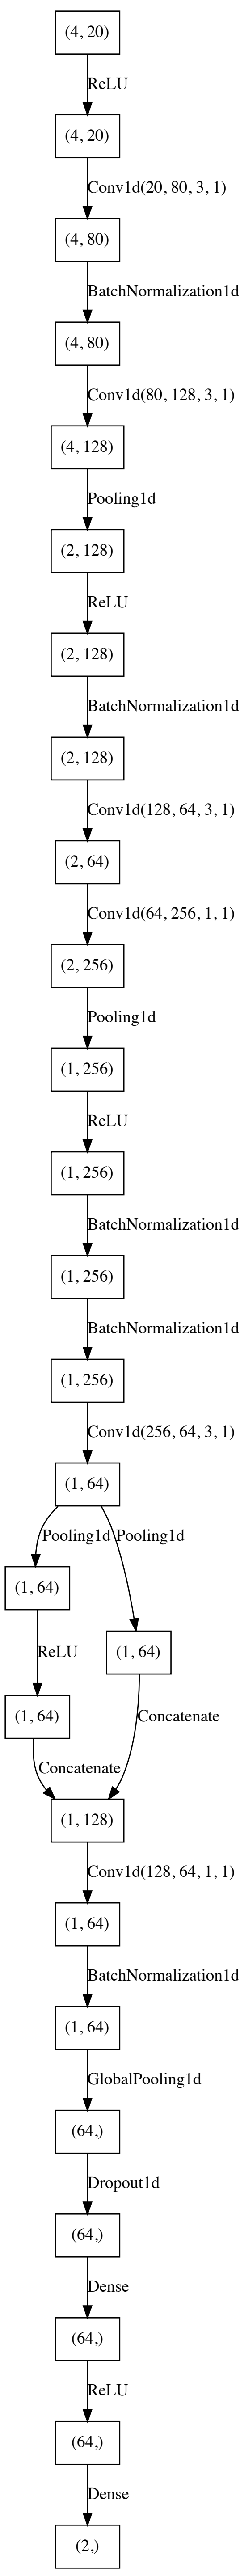 (4, 20)
ReLU
(4, 20)
Conv1d(20, 80, 3, 1)
(4, 80)
BatchNormalization1d
(4, 80)
Conv1d(80, 128, 3, 1)
(4, 128)
Pooling1d
(2, 128)
ReLU
(2, 128)
BatchNormalization1d
(2, 128)
Conv1d(128, 64, 3, 1)
(2, 64)
Conv1d(64, 256, 1, 1)
(2, 256)
Pooling1d
(1, 256)
ReLU
(1, 256)
BatchNormalization1d
(1, 256)
BatchNormalization1d
(1, 256)
Conv1d(256, 64, 3, 1)
(1, 64)
Pooling1d Pooling1d
(1, 64)
(1, 64)
ReLU
(1, 64)
Concatenate
Concatenate
(1, 128)
Conv1d(128, 64, 1, 1)
(1, 64)
BatchNormalization1d
(1, 64)
GlobalPooling1d
(64,)
Dropout1d
(64,)
Dense
(64,)
ReLU
(64,)
Dense
(2,)